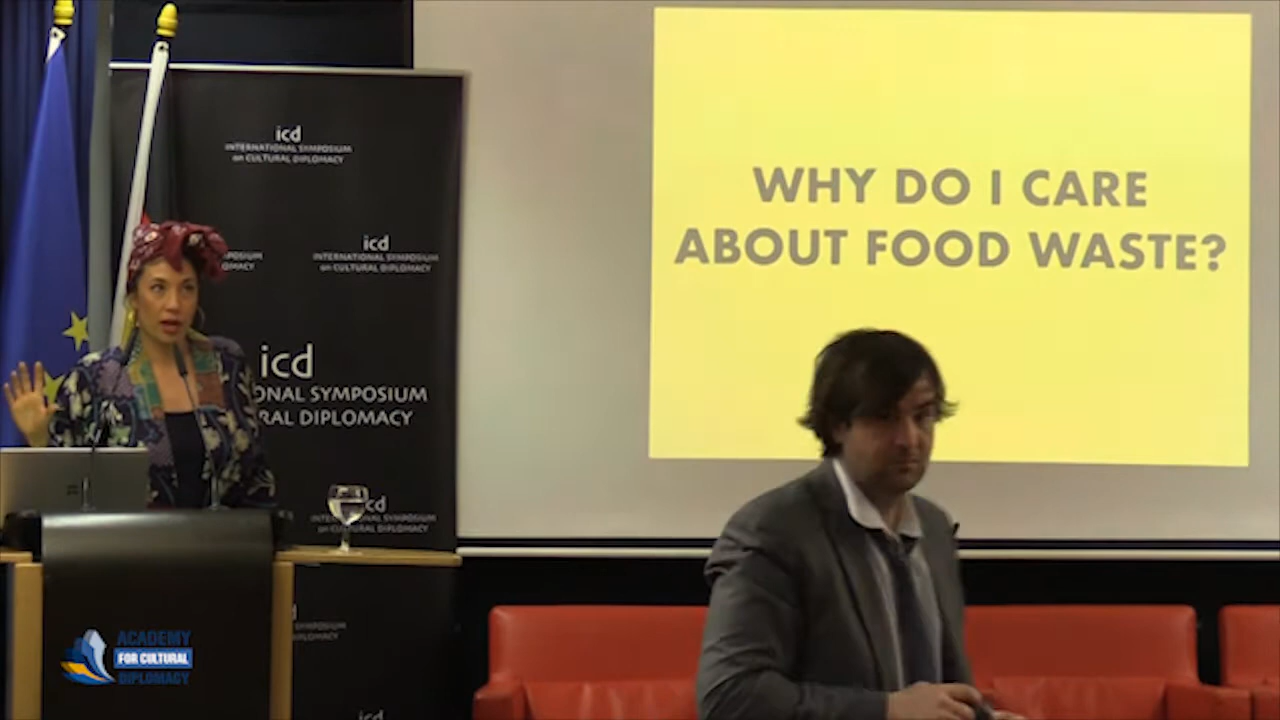 icd
INTERNATIONAL SYMPOSIUM
on CULTURAL DIPLOMACY
icd
INTERNATIONAL SYMPOSIUM
on CULTURAL DIPLOMACY
icd
ONAL SYMPOSIUM
RAL DIPLOMACY
WHY DO I CARE
ABOUT FOOD WASTE?
ACADEMY
FOR CULTURAL
DIPLOMACY